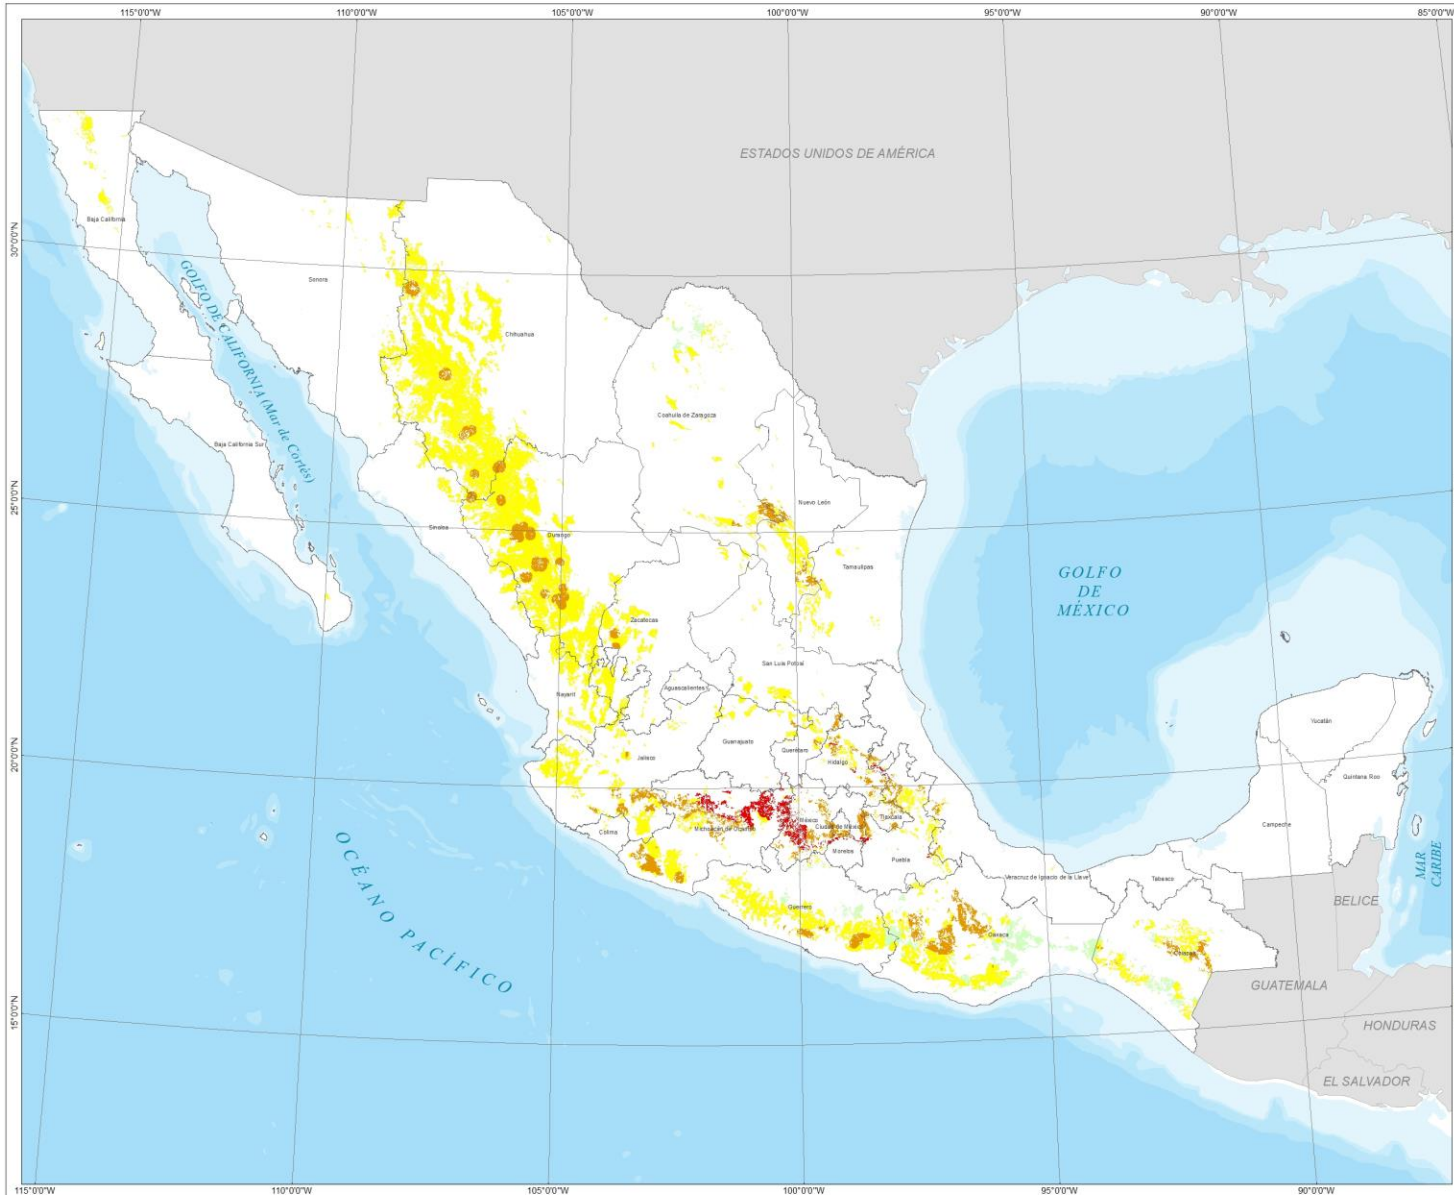 115°0'0"W
110°0'0"W
105°0'0"W
100°0'0"W
95°0'0"W
90°0'0"W
85°0'0"W
ESTADOS UNIDOS DE AMÉRICA
Baja California
30°0'0"N
Sonora
GOLFO DE CALIFORNIA (Mar de Cortés)
Chihuahua
Coahuila de Zaragoza
Baja California Sur
25°0'0"N
Nuevo León
Sinaloa
Durango
Tamaulipas
GOLFO
DE
MÉXICO
Zacatecas
San Luis Potosí
Nayarit
Aguascalientes
Yucatán
20°0'0"N
Guanajuato
Querétaro
Jalisco
Hidalgo
Quintana Roo
Colima
Michoacán de Ocampo
México
Ciudad de México
Tlaxcala
Campeche
Morelos
Puebla
Veracruz de Ignacio de la Llave
Tabasco
MAR
CARIBE
OCÉANO PACÍFICO
Guerrero
BELICE
Oaxaca
Chiapas
GUATEMALA
15°0'0"N
HONDURAS
EL SALVADOR
115°0'0"W
110°0'0"W
105°0'0"W
100°0'0"W
95°0'0"W
90°0'0"W